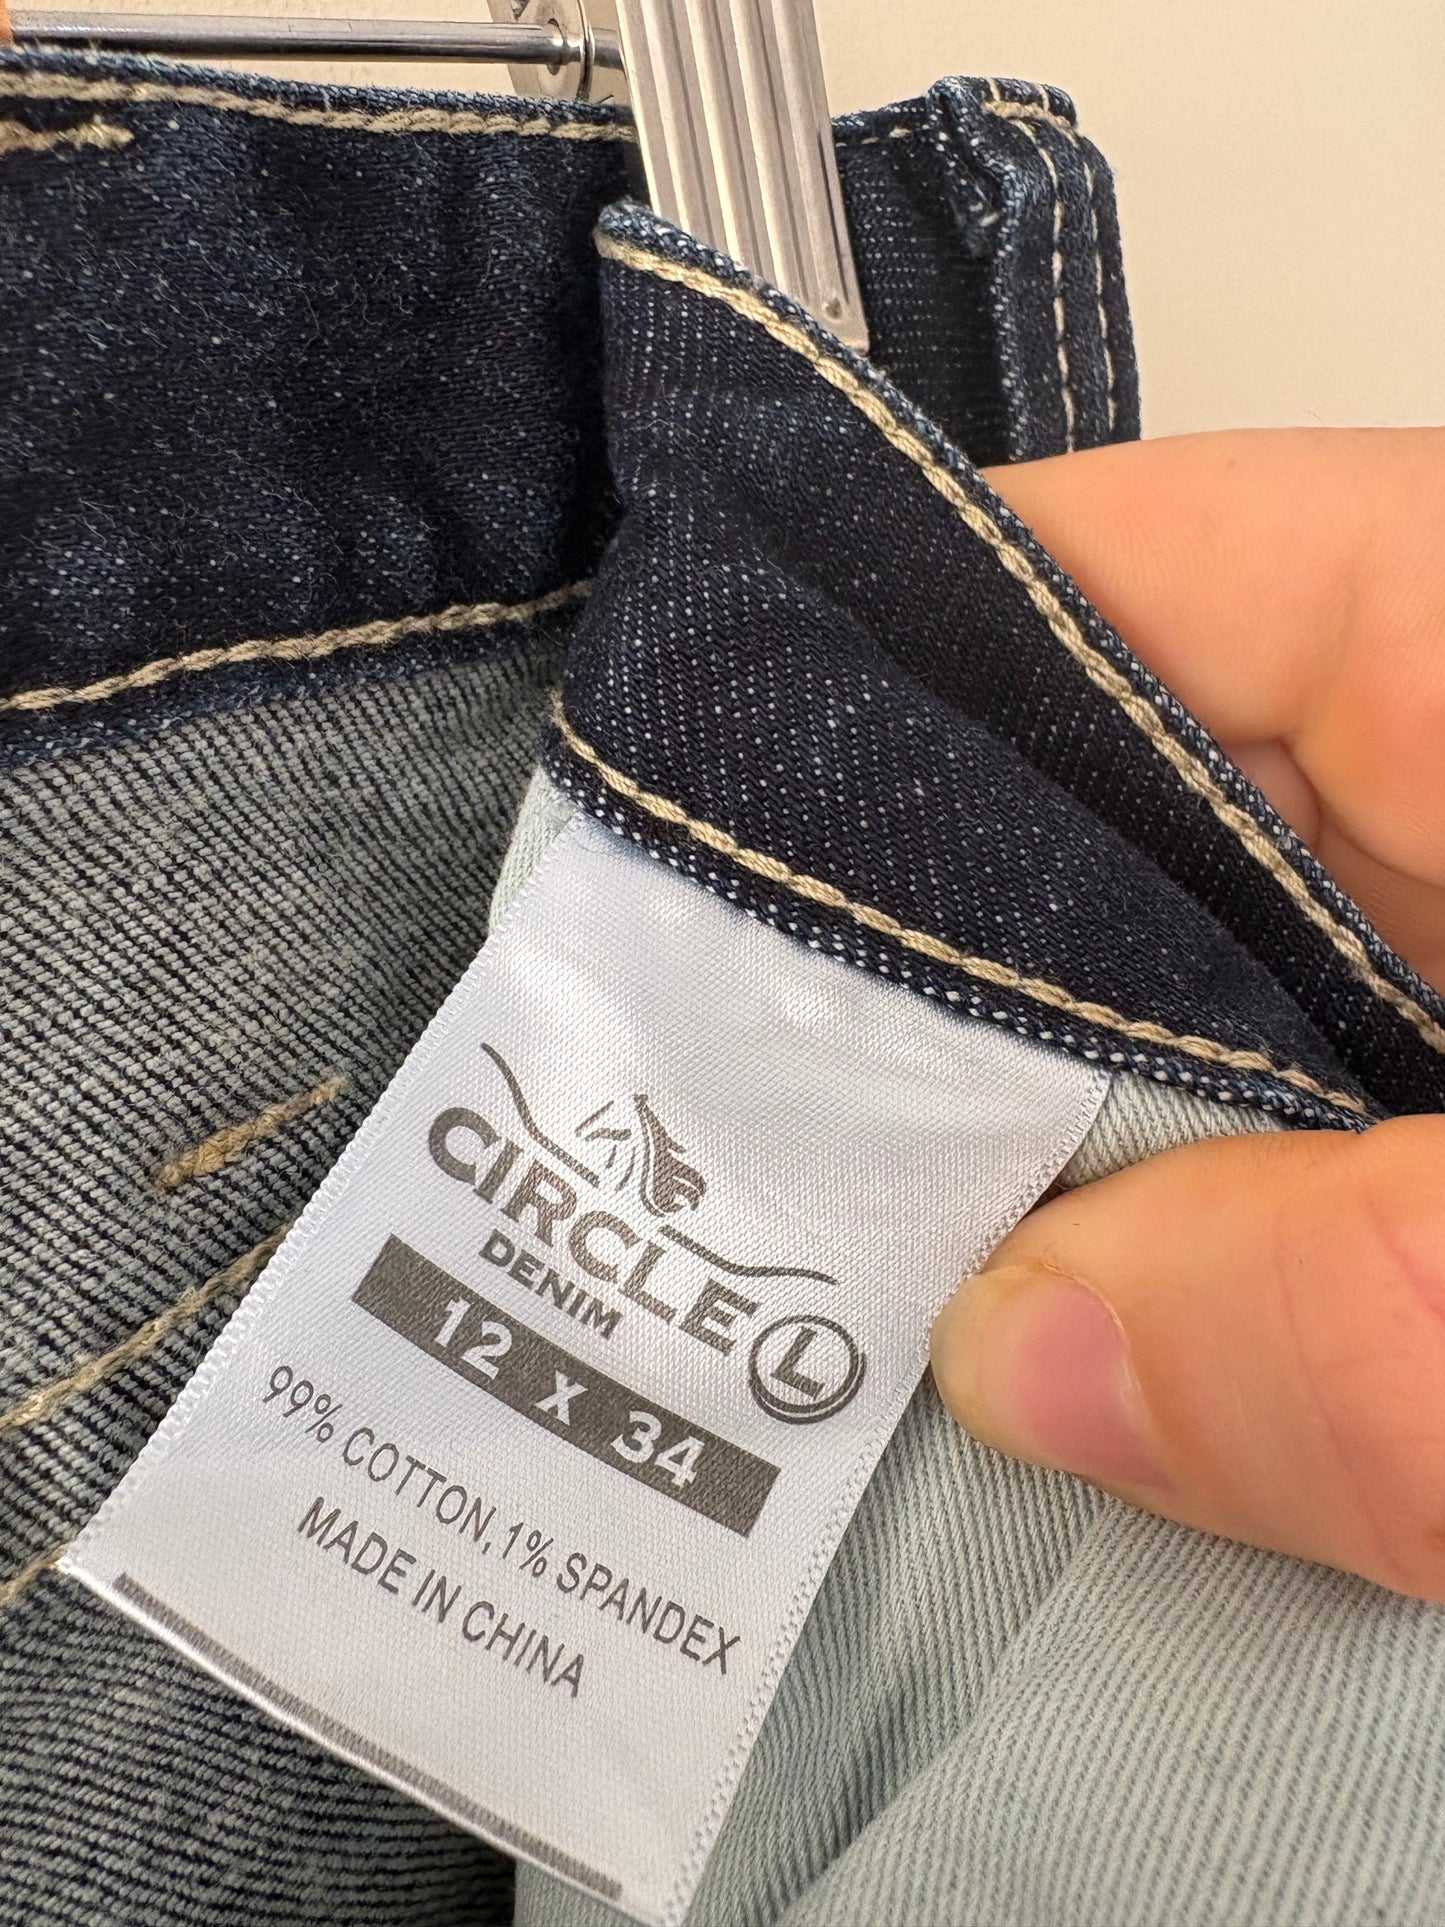 CIRCLE L
DENIM
12 X 34
99% COTTON, 1% SPANDEX
MADE IN CHINA